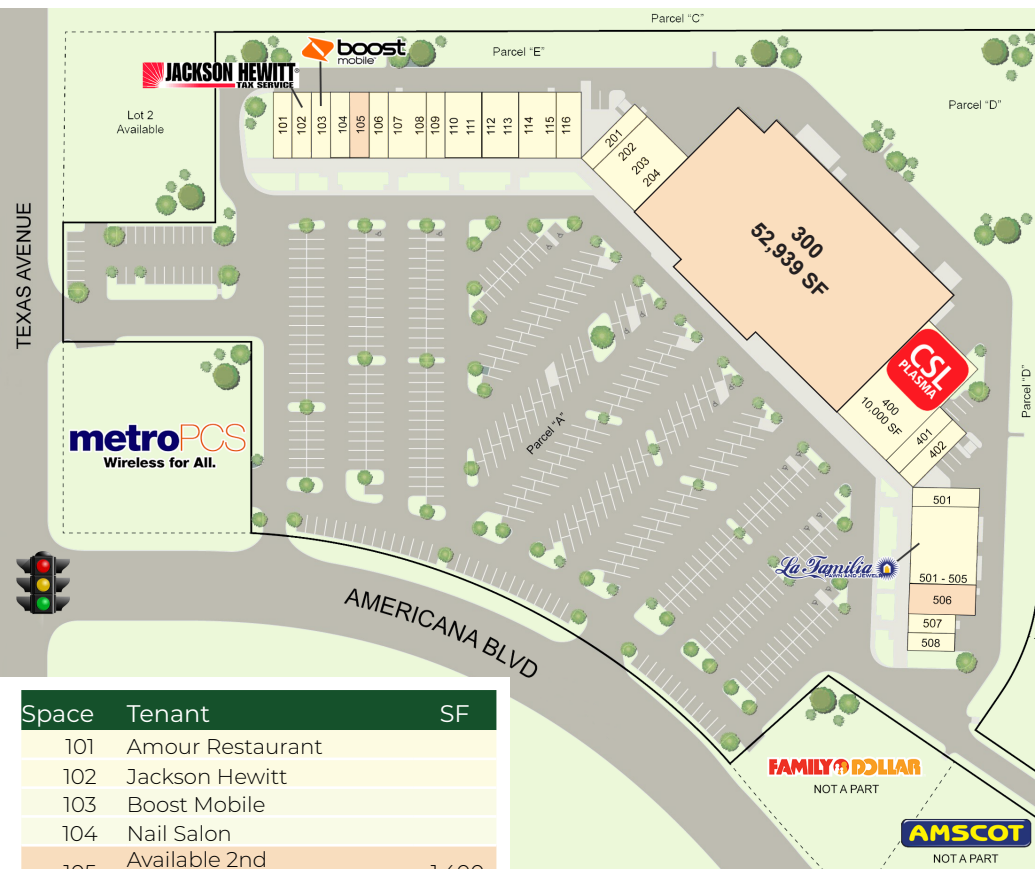 Parcel "C"
Parcel "E"
boost
mobile
JACKSON HEWITT
TAX SERVICE
Lot 2
Available
Parcel "D"
101
102
103
104
105
106
107
108
109
110
111
112
113
114
115
116
201
202
203
204
300
52,939 SF
TEXAS AVENUE
CSL
PLASMA
400
10,000 SF
401
402
Parcel "D"
metroPCS
Wireless for All.
Parcel "A"
501
La Familia
PAWN AND JEWELRY
501 - 505
506
507
508
AMERICANA BLVD
FAMILY DOLLAR
NOT A PART
AMSCOT
NOT A PART
Space Tenant SF
101 Amour Restaurant
102 Jackson Hewitt
103 Boost Mobile
104 Nail Salon
Available 2nd